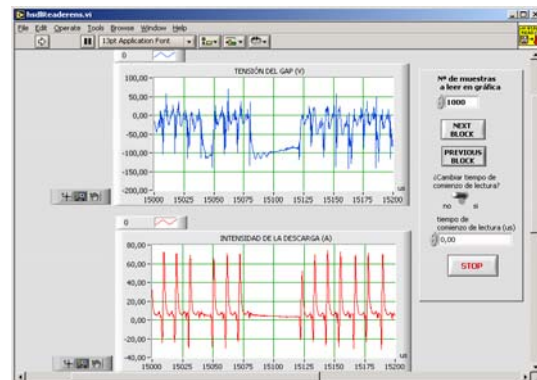 hsdlReaderens.vi
File Edit Operate Tools Browse Window Help
13pt Application Font
0
TENSIÓN DEL GAP (V)
100,00
50,00
0,00
-50,00
-100,00
-150,00
-200,00
15000 15025 15050 15075 15100 15125 15150 15175 15200
us
0
INTENSIDAD DE LA DESCARGA (A)
80,00
60,00
40,00
20,00
0,00
-20,00
-40,00
15000 15025 15050 15075 15100 15125 15150 15175 15200
us
Nº de muestras
a leer en gráfica
1000
NEXT
BLOCK
PREVIOUS
BLOCK
¿Cambiar tiempo de
comienzo de lectura?
no si
tiempo de
comienzo de lectura (us)
0,00
STOP